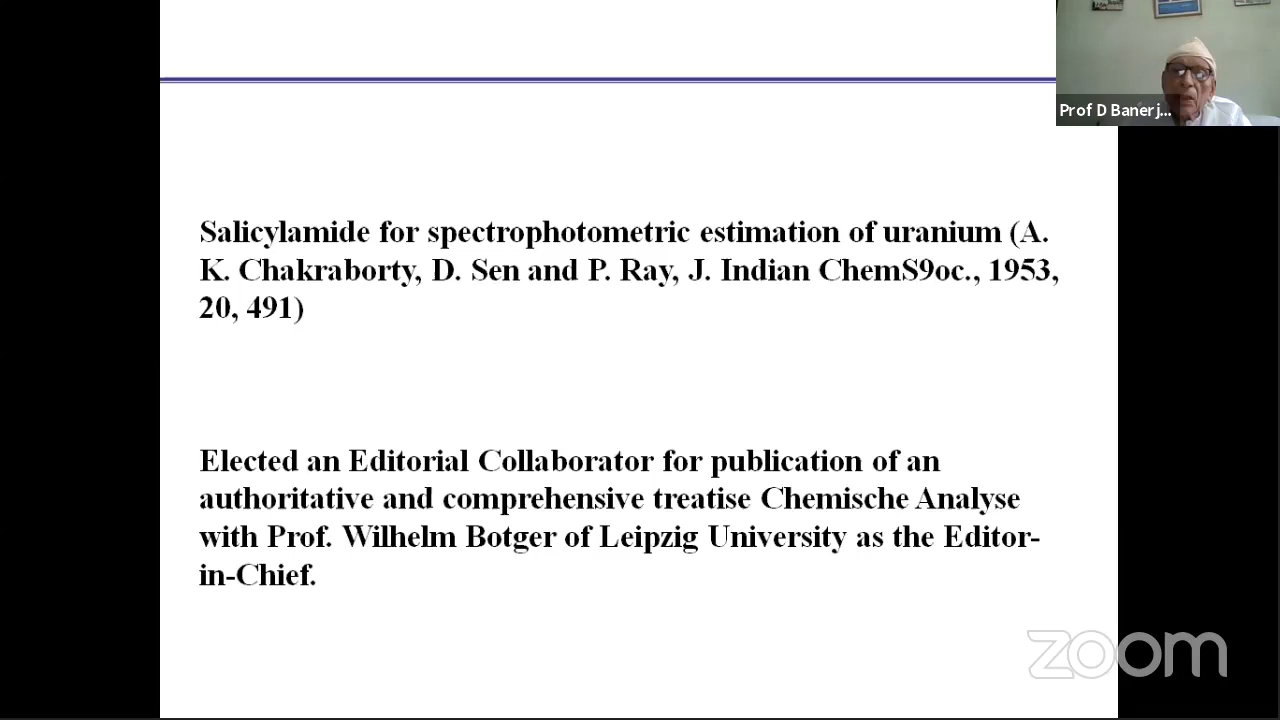 Prof D Banerj...
Salicylamide for spectrophotometric estimation of uranium (A.
K. Chakraborty, D. Sen and P. Ray, J. Indian ChemS9oc., 1953,
20, 491)
Elected an Editorial Collaborator for publication of an
authoritative and comprehensive treatise Chemische Analyse
with Prof. Wilhelm Botger of Leipzig University as the Editor-
in-Chief.
zoom